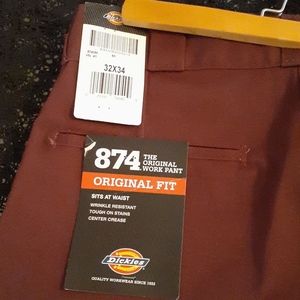 Dickies
32X34
874 THE ORIGINAL WORK PANT
ORIGINAL FIT
SITS AT WAIST
WRINKLE RESISTANT
TOUGH ON STAINS
CENTER CREASE
Dickies
QUALITY WORKWEAR SINCE 1922